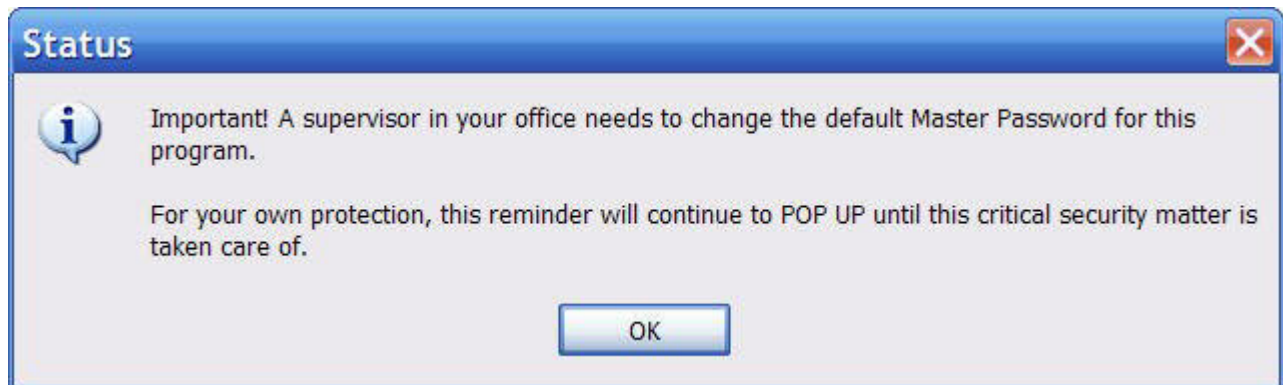 Status
Important! A supervisor in your office needs to change the default Master Password for this
program.
For your own protection, this reminder will continue to POP UP until this critical security matter is
taken care of.
OK